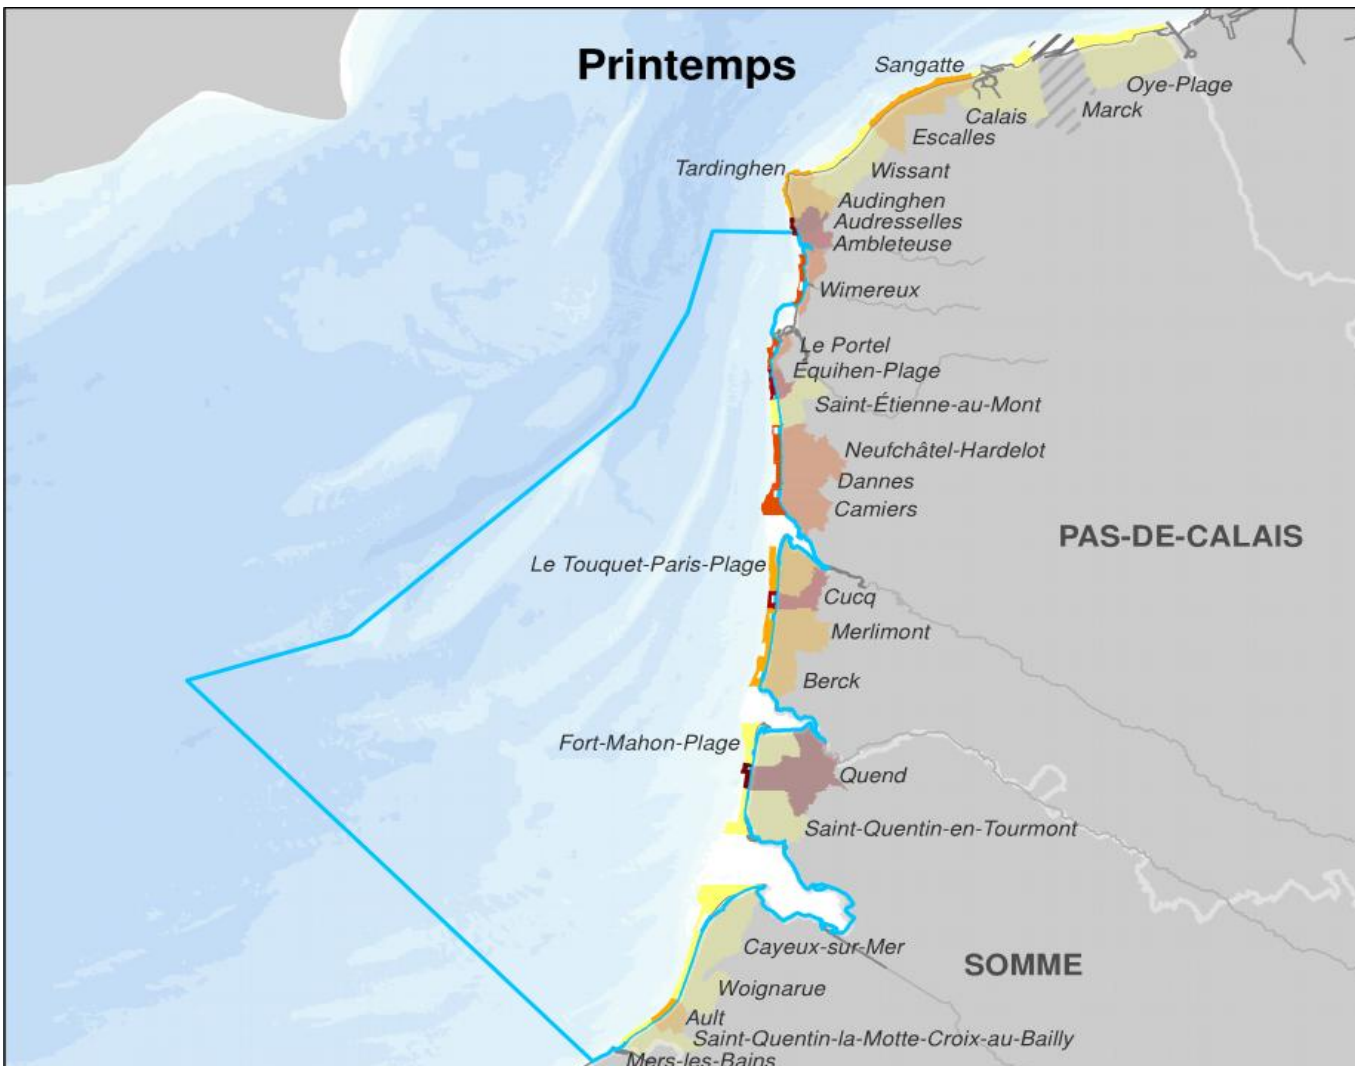 Printemps
Sangatte
Oye-Plage
Marck
Calais
Escalles
Tardinghen
Wissant
Audinghen
Audresselles
Ambleteuse
Wimereux
Le Portel
Équihen-Plage
Saint-Étienne-au-Mont
Neufchâtel-Hardelot
Dannes
Camiers
PAS-DE-CALAIS
Le Touquet-Paris-Plage
Cucq
Merlimont
Berck
Fort-Mahon-Plage
Quend
Saint-Quentin-en-Tourmont
Cayeux-sur-Mer
SOMME
Woignarue
Ault
Saint-Quentin-la-Motte-Croix-au-Bailly
Mers-les-Bains